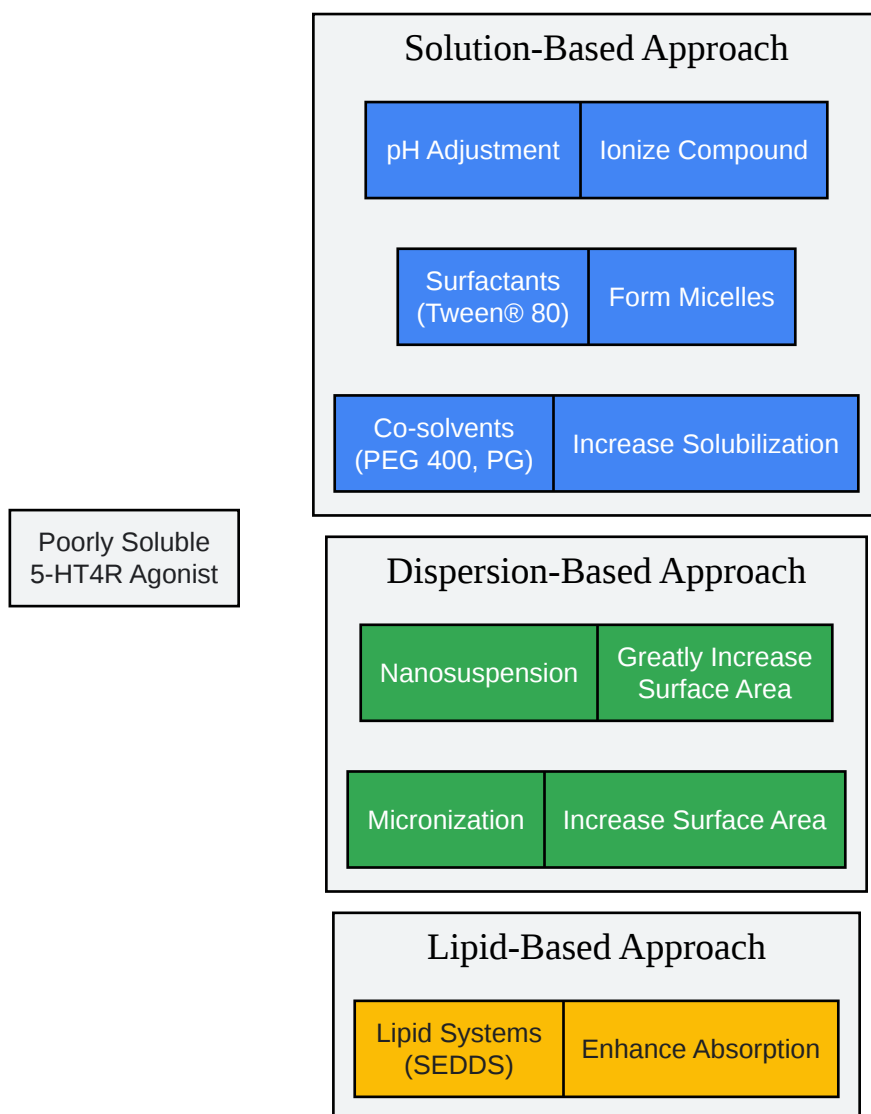 Solution-Based Approach
pH Adjustment
Ionize Compound
Surfactants
(Tween® 80)
Form Micelles
Co-solvents
(PEG 400, PG)
Increase Solubilization
Poorly Soluble
5-HT4R Agonist
Dispersion-Based Approach
Nanosuspension
Greatly Increase
Surface Area
Micronization
Increase Surface Area
Lipid-Based Approach
Lipid Systems
(SEDDS)
Enhance Absorption